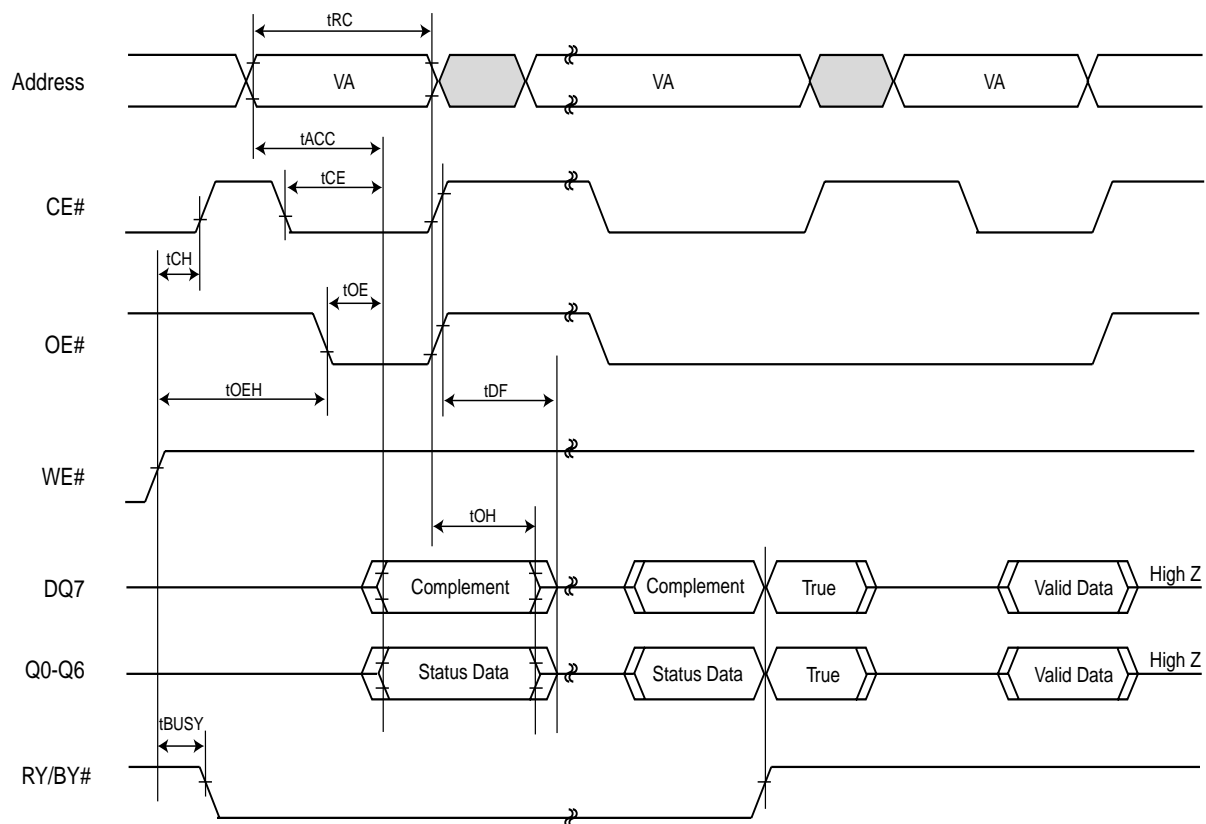 tRC
Address VA VA VA
tACC
tCE
CE#
tCH
tOE
OE#
tOEH tDF
WE#
tOH
DQ7 Complement Complement True Valid Data High Z
Q0-Q6 Status Data Status Data True Valid Data High Z
tBUSY
RY/BY#